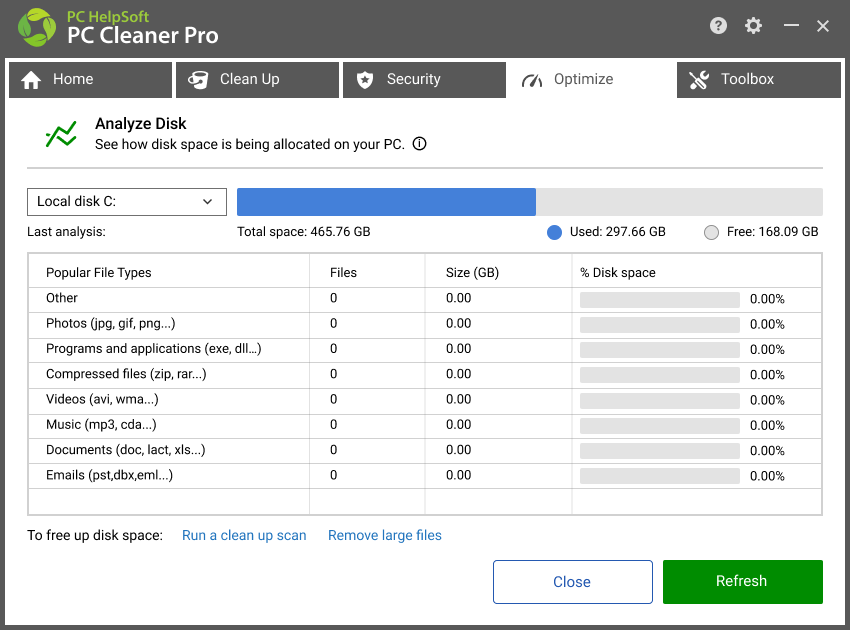 PC HelpSoft
PC Cleaner Pro
Home Clean Up Security Optimize Toolbox
Analyze Disk
See how disk space is being allocated on your PC.
Local disk C:
Last analysis: Total space: 465.76 GB Used: 297.66 GB Free: 168.09 GB
Popular File Types Files Size (GB) % Disk space
Other 0 0.00 0.00%
Photos (jpg, gif, png...) 0 0.00 0.00%
Programs and applications (exe, dll...) 0 0.00 0.00%
Compressed files (zip, rar...) 0 0.00 0.00%
Videos (avi, wma...) 0 0.00 0.00%
Music (mp3, cda...) 0 0.00 0.00%
Documents (doc, lact, xls...) 0 0.00 0.00%
Emails (pst,dbx,eml...) 0 0.00 0.00%
To free up disk space: Run a clean up scan Remove large files
Close Refresh